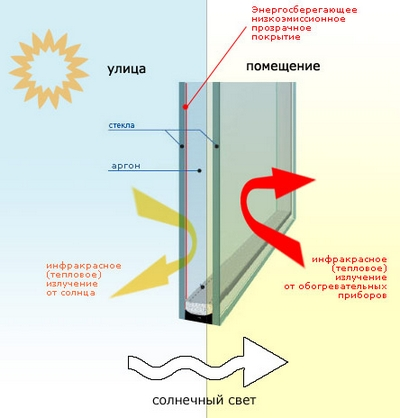 Энергосберегающее
низкоэмиссионное
прозрачное
покрытие
улица
помещение
стекла
аргон
инфракрасное
(тепловое)
излучение
от солнца
инфракрасное
(тепловое)
излучение
от обогревательных
приборов
солнечный свет